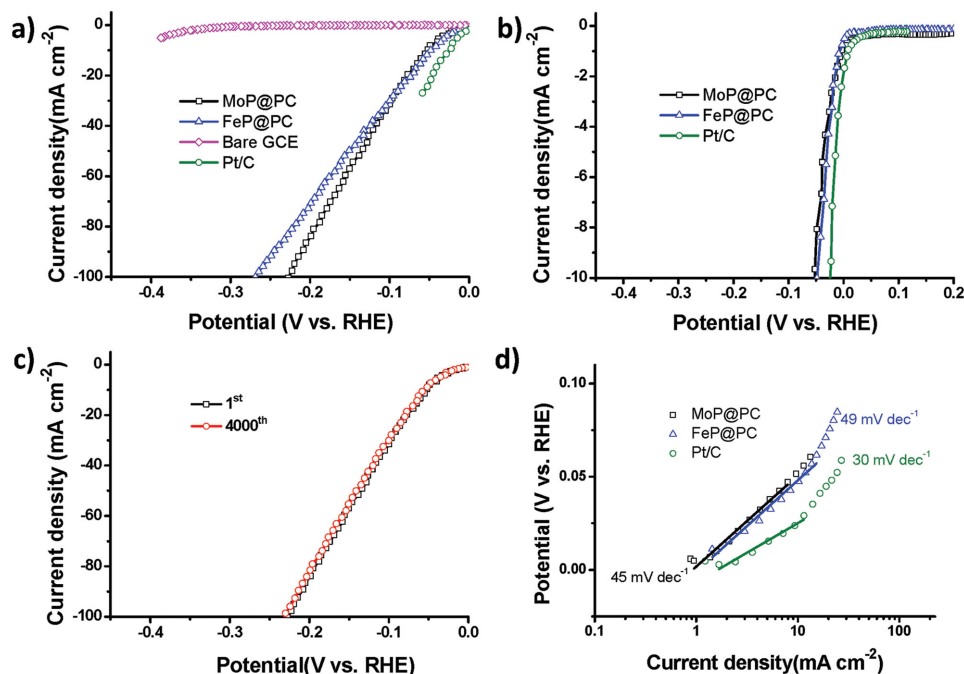 a)
Current density(mA cm⁻²)
0
-20
-40
-60
-80
-100
MoP@PC
FeP@PC
Bare GCE
Pt/C
-0.4
-0.3
-0.2
-0.1
0.0
Potential (V vs. RHE)
b)
Current density(mA cm⁻²)
0
-2
-4
-6
-8
-10
MoP@PC
FeP@PC
Pt/C
-0.4
-0.3
-0.2
-0.1
0.0
0.1
0.2
Potential (V vs. RHE)
c)
Current density (mA cm⁻²)
0
-20
-40
-60
-80
-100
1st
4000th
-0.4
-0.3
-0.2
-0.1
0.0
Potential(V vs. RHE)
d)
Potential (V vs. RHE)
0.10
0.05
0.00
MoP@PC
FeP@PC
Pt/C
49 mV dec⁻¹
30 mV dec⁻¹
45 mV dec⁻¹
0.1
1
10
100
Current density(mA cm⁻²)